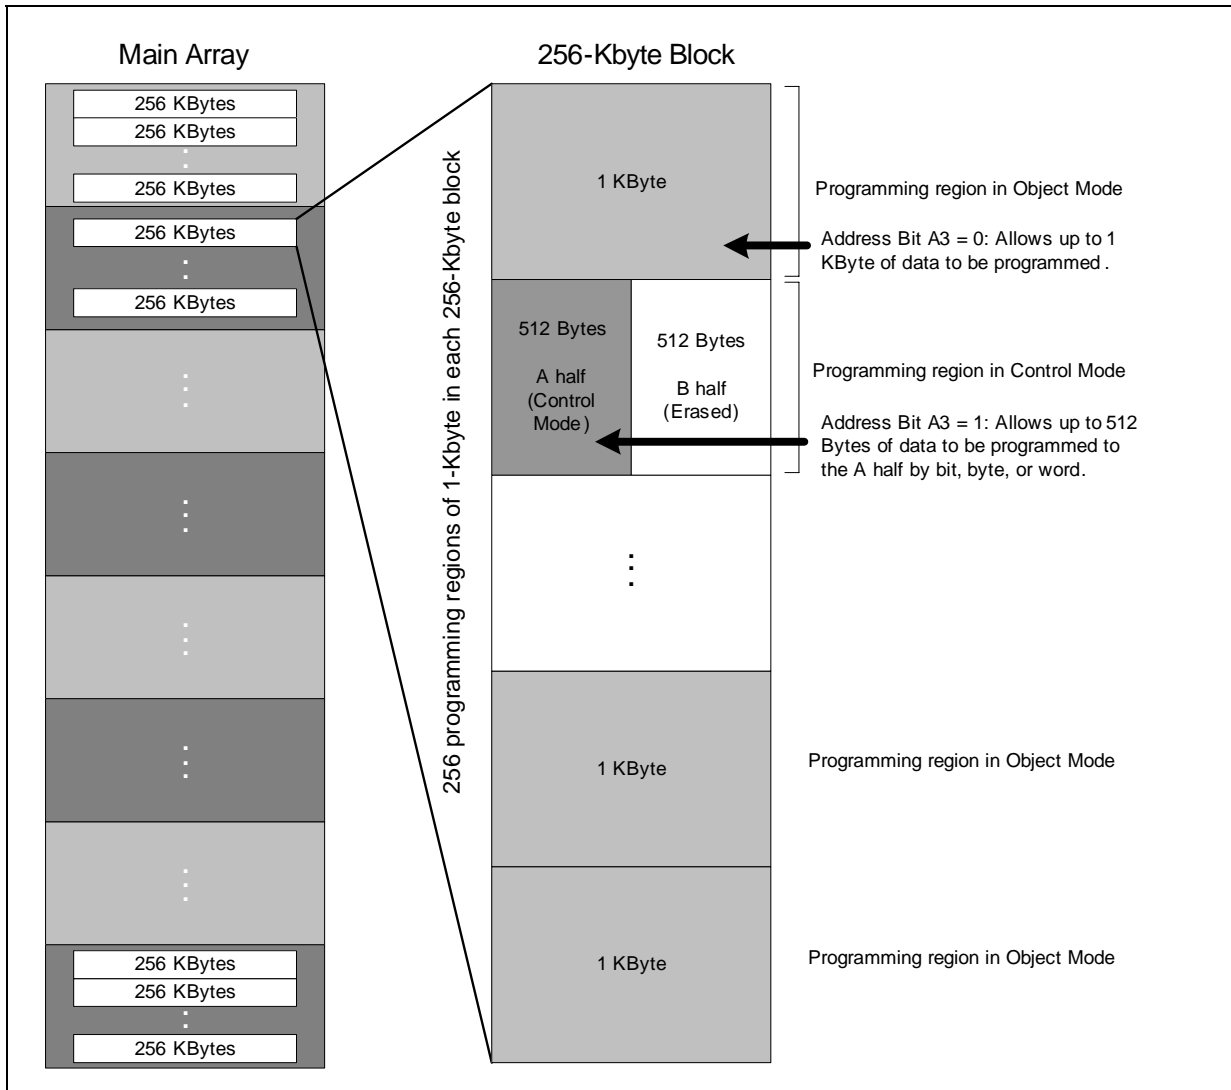 Main Array
256 KBytes
256 KBytes
256 KBytes
256 KBytes
256 KBytes
256 KBytes
256 KBytes
256 KBytes
256-Kbyte Block
256 programming regions of 1-Kbyte in each 256-Kbyte block
1 KByte
Programming region in Object Mode
Address Bit A3 = 0: Allows up to 1
KByte of data to be programmed.
512 Bytes
A half
(Control
Mode)
512 Bytes
B half
(Erased)
Programming region in Control Mode
Address Bit A3 = 1: Allows up to 512
Bytes of data to be programmed to
the A half by bit, byte, or word.
1 KByte
Programming region in Object Mode
1 KByte
Programming region in Object Mode